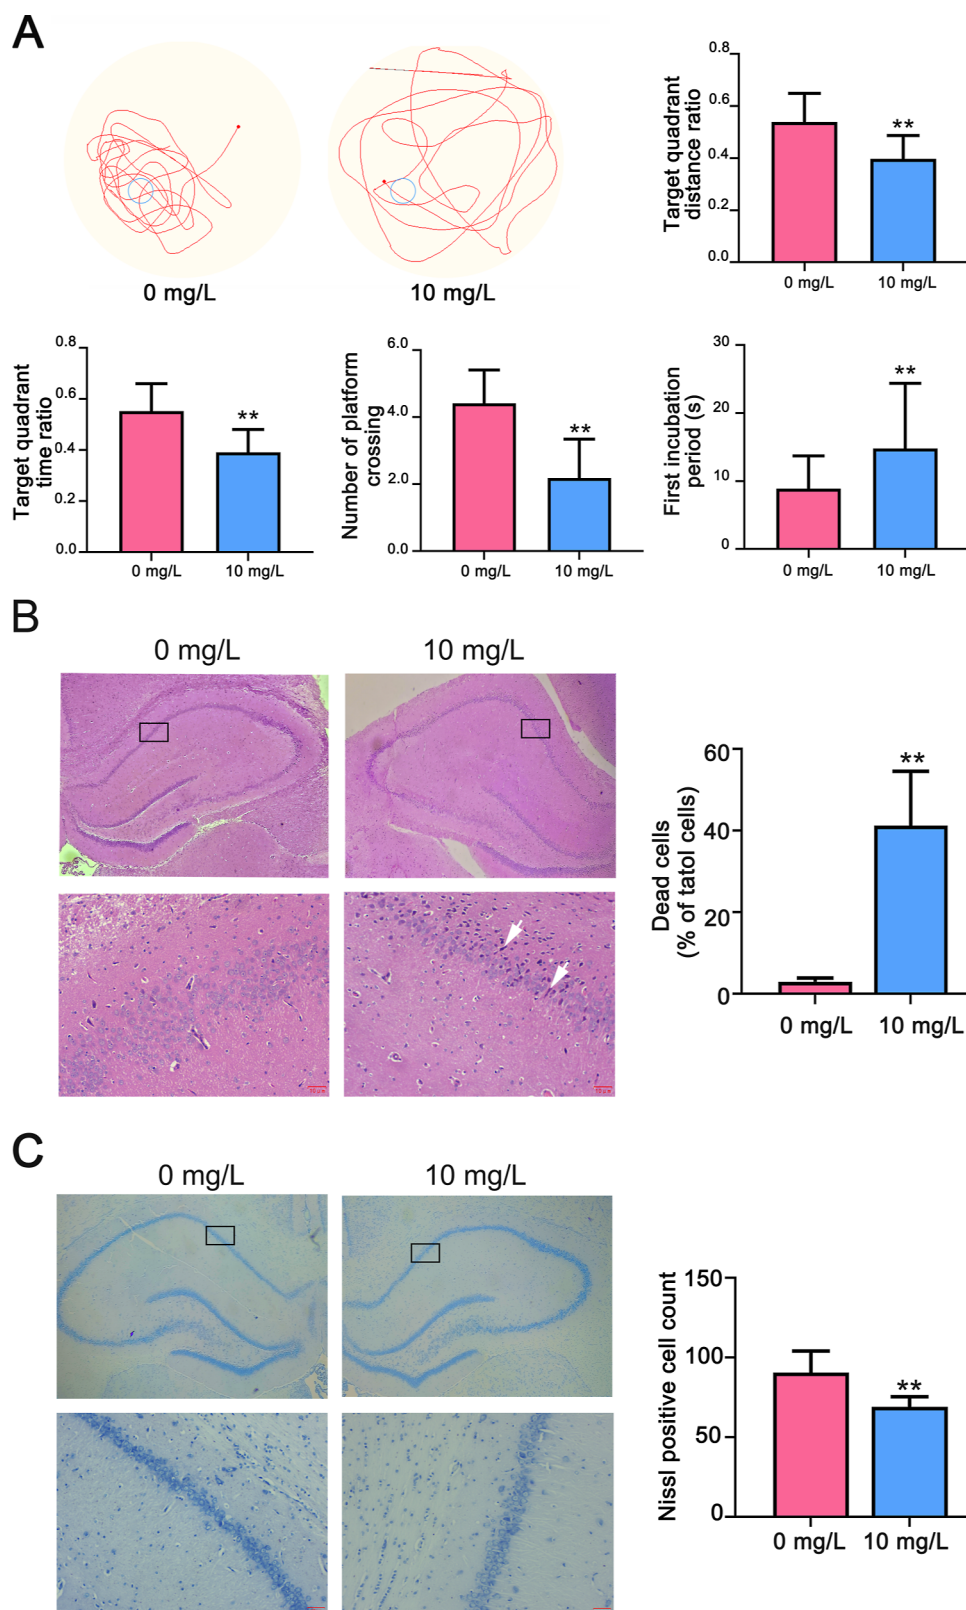 A
0 mg/L
10 mg/L
Target quadrant
distance ratio
0.8
0.6
0.4
0.2
0.0
**
0 mg/L
10 mg/L
Target quadrant
time ratio
0.8
0.6
0.4
0.2
0.0
**
0 mg/L
10 mg/L
Number of platform
crossing
6.0
4.0
2.0
0.0
**
0 mg/L
10 mg/L
First incubation
period (s)
30
20
10
0
**
0 mg/L
10 mg/L
B
0 mg/L
10 mg/L
Dead cells
(% of tatol cells)
60
40
20
0
**
0 mg/L
10 mg/L
C
0 mg/L
10 mg/L
Nissl positive cell count
150
100
50
0
**
0 mg/L
10 mg/L